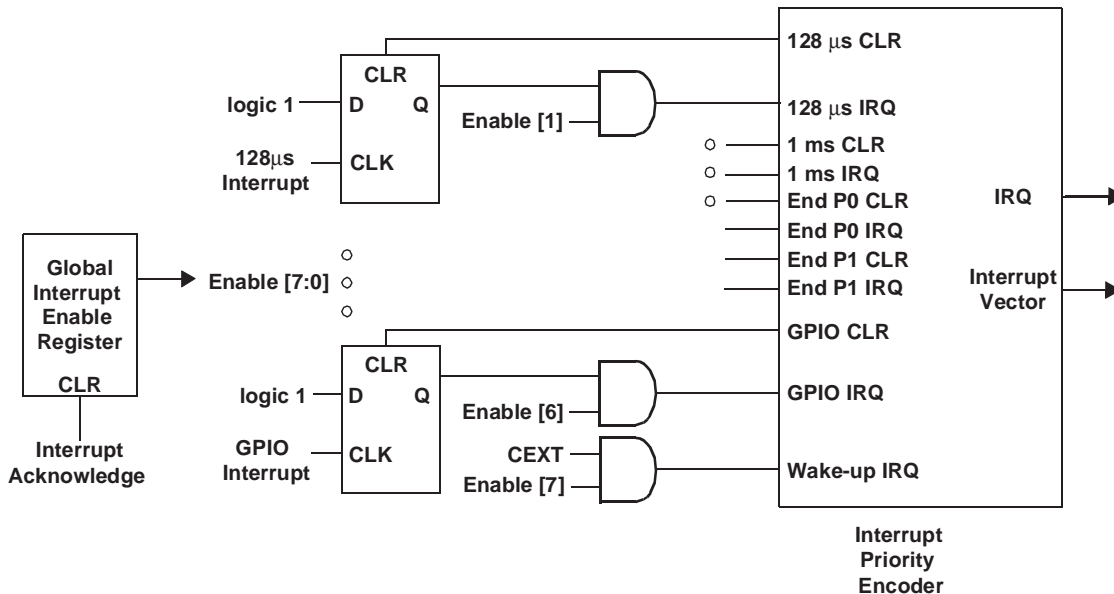 Global
Interrupt
Enable
Register
CLR
Interrupt
Acknowledge
Enable [7:0]
CLR
D Q
CLK
logic 1
128μs
Interrupt
Enable [1]
CLR
D Q
CLK
logic 1
GPIO
Interrupt
Enable [6]
CEXT
Enable [7]
128 μs CLR
128 μs IRQ
1 ms CLR
1 ms IRQ
End P0 CLR
End P0 IRQ
End P1 CLR
End P1 IRQ
GPIO CLR
GPIO IRQ
Wake-up IRQ
IRQ
Interrupt
Vector
Interrupt
Priority
Encoder